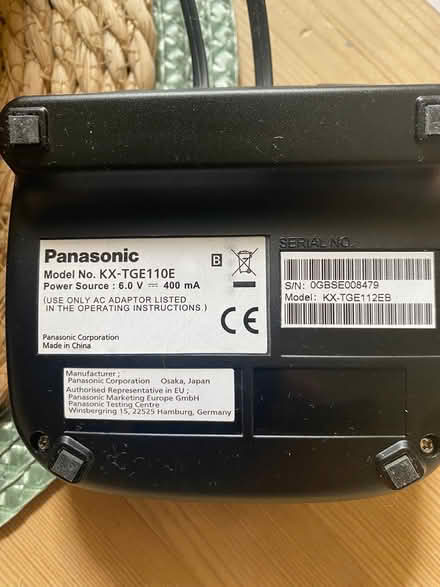 Panasonic
Model No. KX-TGE110E
Power Source : 6.0 V ⎓ 400 mA
(USE ONLY AC ADAPTOR LISTED
IN THE OPERATING INSTRUCTIONS.)
Panasonic Corporation
Made in China
B
CE
SERIAL NO.
S/N: 0GBSE008479
Model: KX-TGE112EB
Manufacturer ;
Panasonic Corporation Osaka, Japan
Authorised Representative in EU ;
Panasonic Marketing Europe GmbH
Panasonic Testing Centre
Winsbergring 15, 22525 Hamburg, Germany